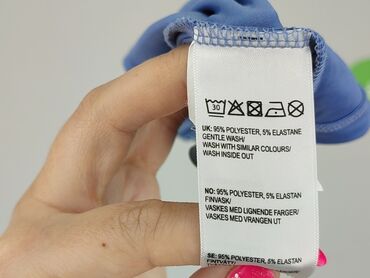 30
UK: 95% POLYESTER, 5% ELASTANE
GENTLE WASH/
WASH WITH SIMILAR COLOURS/
WASH INSIDE OUT
NO: 95% POLYESTER, 5% ELASTAN
FINVASK/
VASKES MED LIGNENDE FARGER/
VASKES MED VRANGEN UT
SE: 95% POLYESTER, 5% ELASTAN
FINTVÄTT/